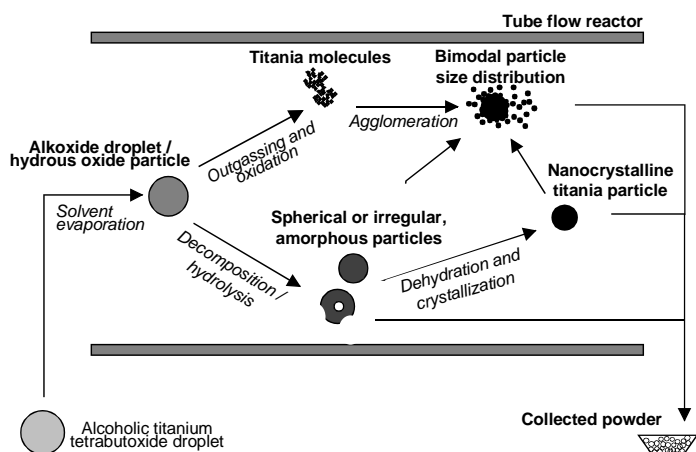 Tube flow reactor
Titania molecules
Bimodal particle
size distribution
Agglomeration
Outgassing and
oxidation
Alkoxide droplet /
hydrous oxide particle
Nanocrystalline
titania particle
Solvent
evaporation
Spherical or irregular,
amorphous particles
Decomposition /
hydrolysis
Dehydration and
crystallization
Collected powder
Alcoholic titanium
tetrabutoxide droplet